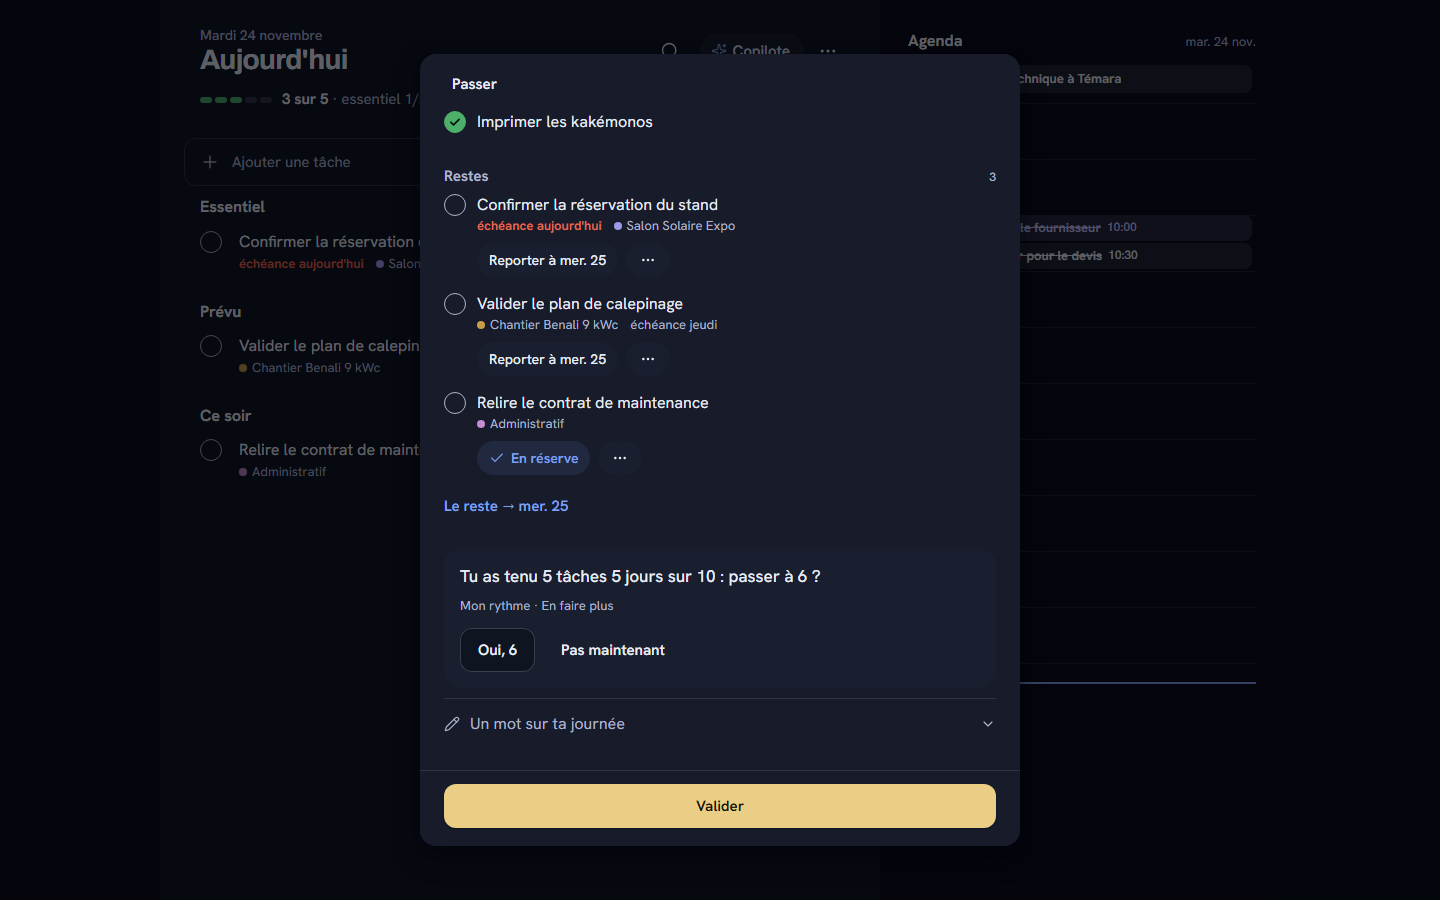 Mardi 24 novembre
Aujourd'hui
3 sur 5 · essentiel 1/
Ajouter une tâche
Essentiel
Confirmer la réservation
échéance aujourd'hui
Salon
Prévu
Valider le plan de calepin
Chantier Benali 9 kWc
Ce soir
Relire le contrat de maint
Administratif
Copilote
Passer
Imprimer les kakémonos
Restes
3
Confirmer la réservation du stand
échéance aujourd'hui
Salon Solaire Expo
Reporter à mer. 25
Valider le plan de calepinage
Chantier Benali 9 kWc
échéance jeudi
Reporter à mer. 25
Relire le contrat de maintenance
Administratif
En réserve
Le reste → mer. 25
Tu as tenu 5 tâches 5 jours sur 10 : passer à 6 ?
Mon rythme · En faire plus
Oui, 6
Pas maintenant
Un mot sur ta journée
Valider
Agenda
mar. 24 nov.
chnique à Témara
le fournisseur 10:00
pour le devis 10:30